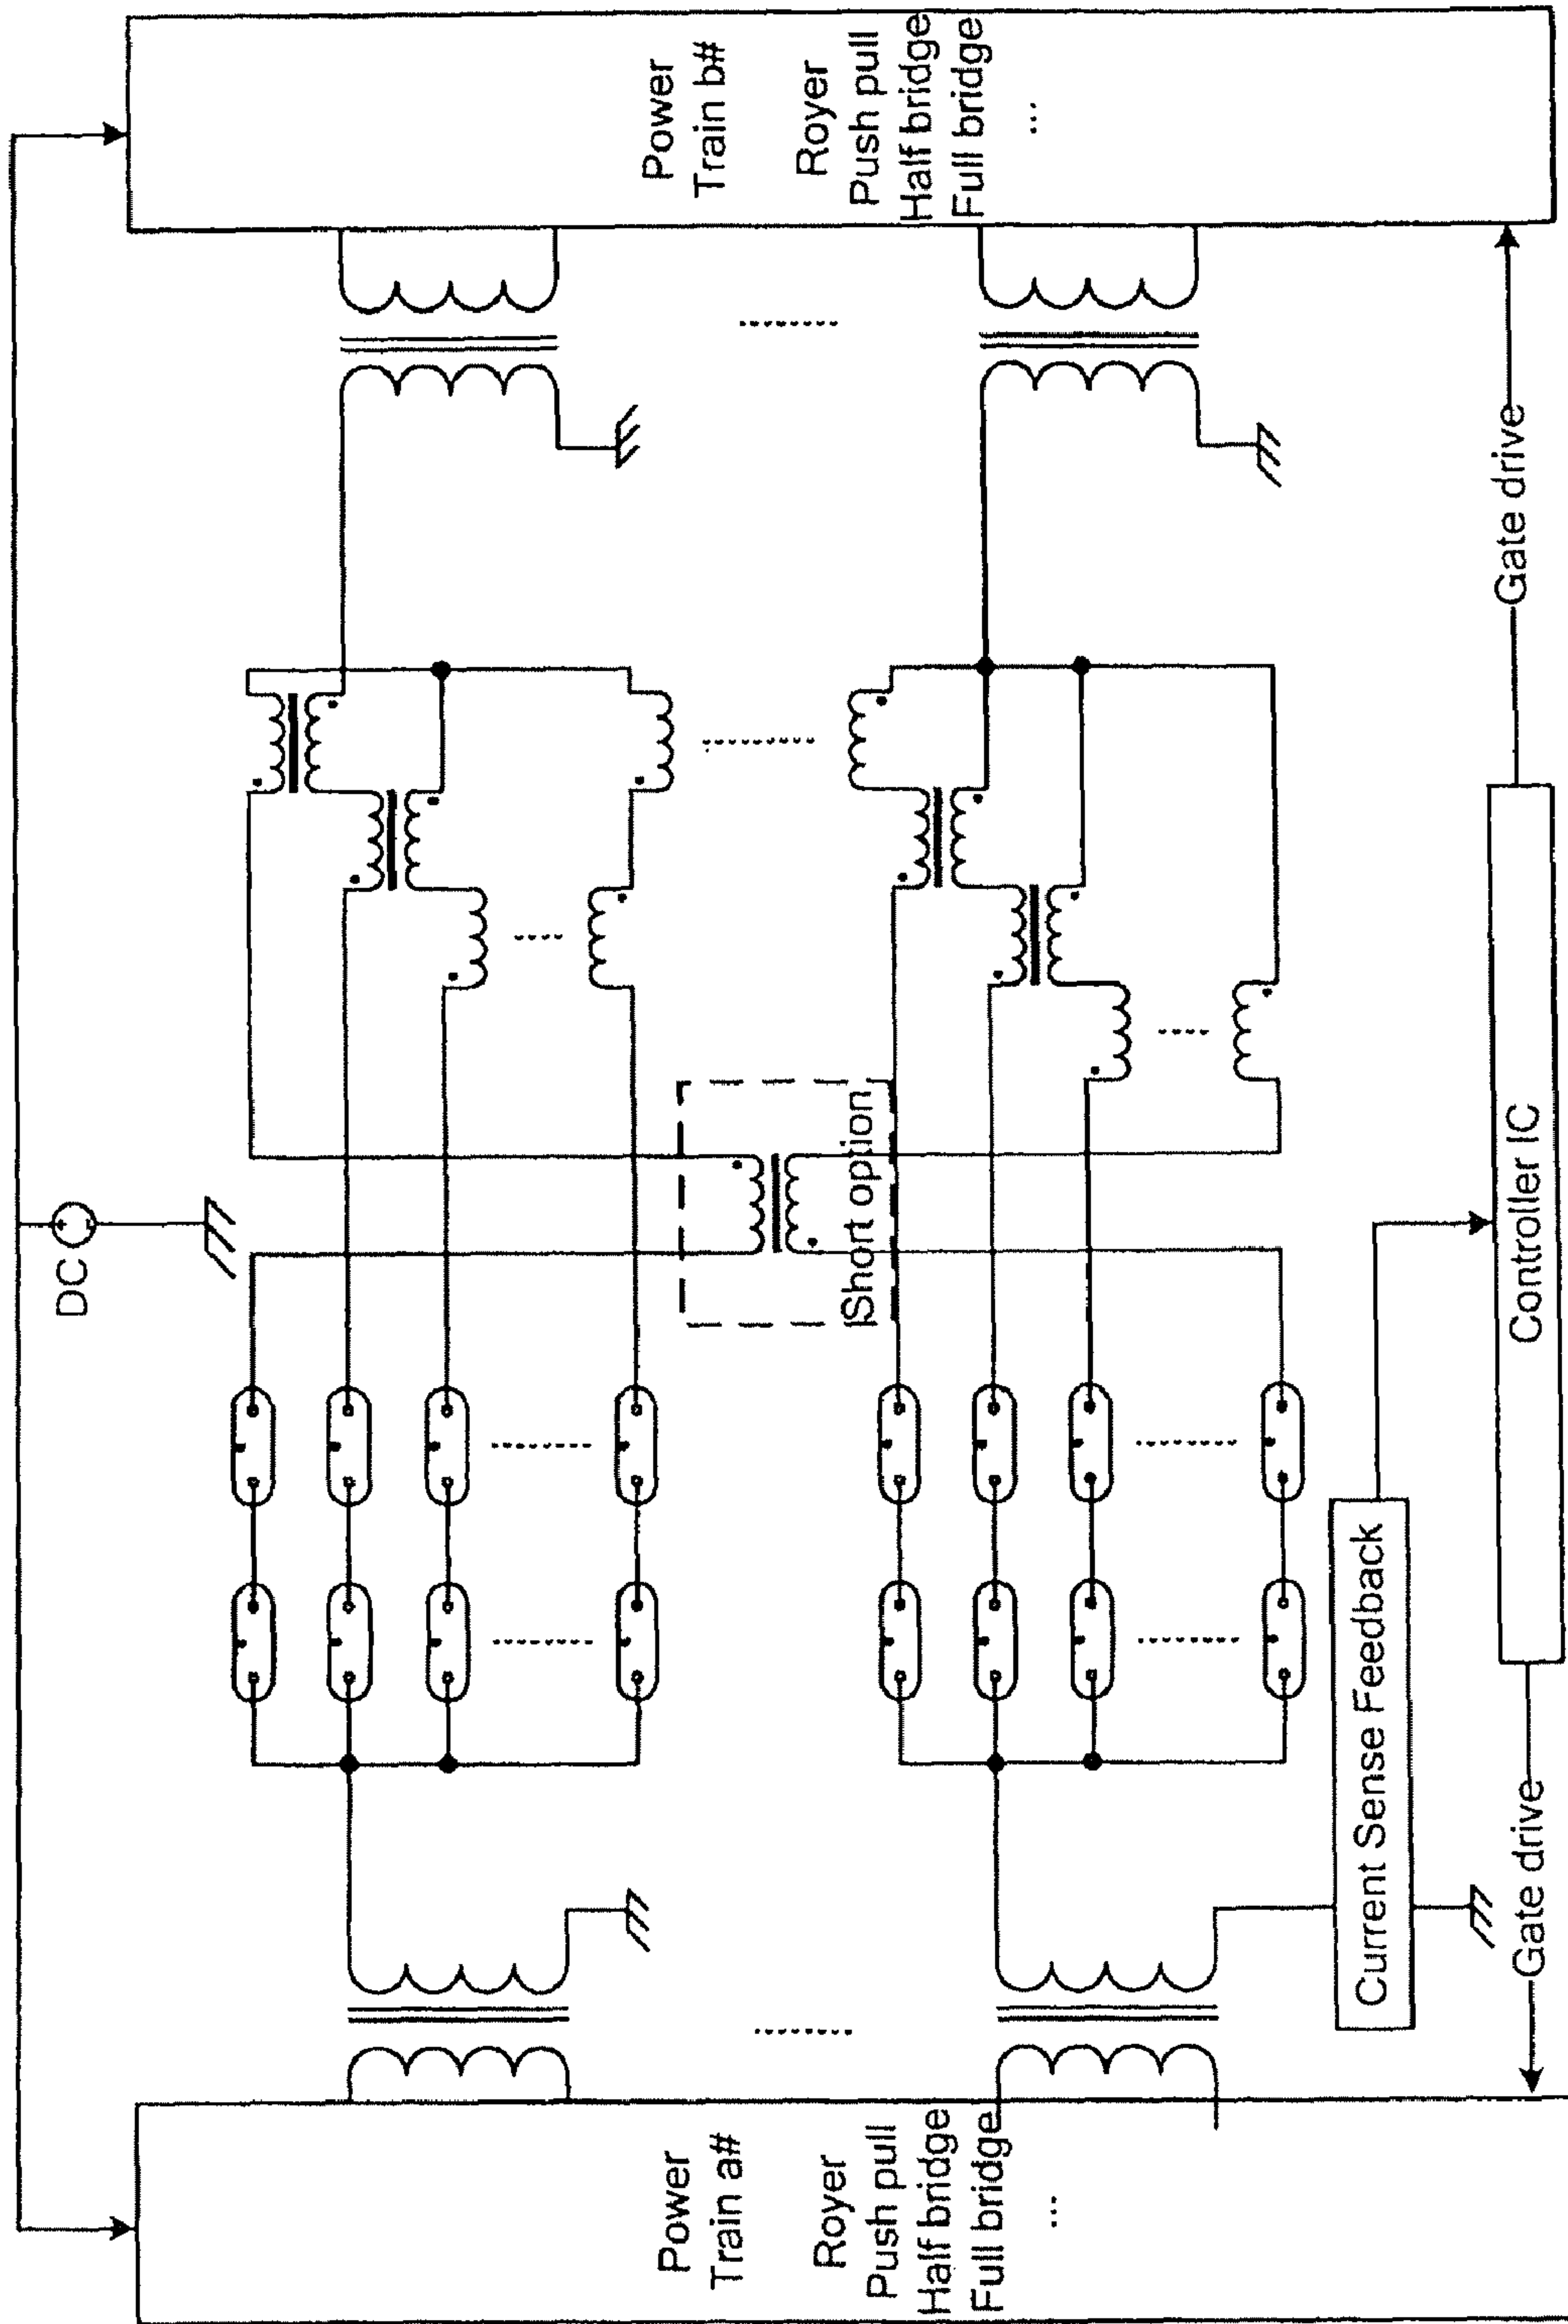 DC
Power
Train a#
Royer
Push pull
Half bridge
Full bridge
...
Short option
Power
Train b#
Royer
Push pull
Half bridge
Full bridge
...
Current Sense Feedback
Gate drive
Controller IC
Gate drive